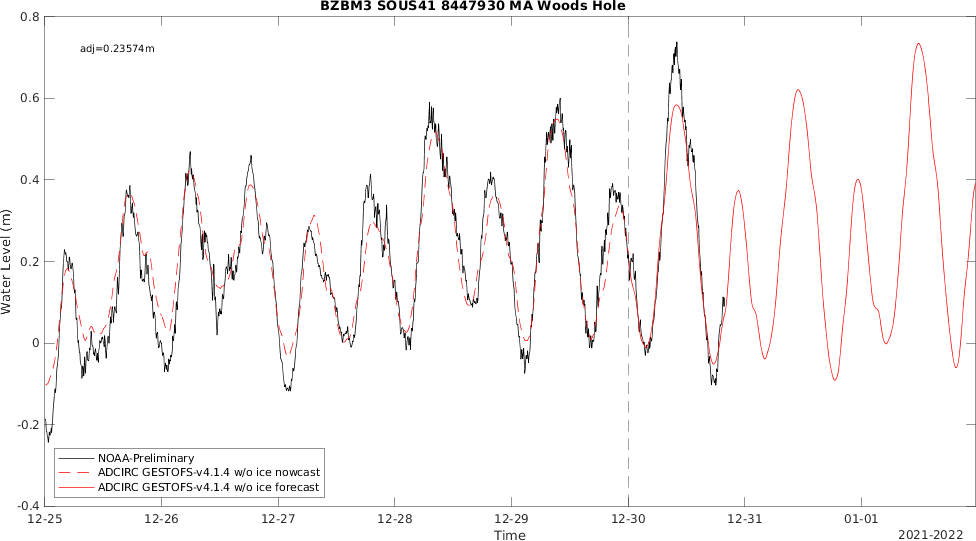 BZBM3 SOUS41 8447930 MA Woods Hole
adj=0.23574m
0.8
0.6
0.4
0.2
0
-0.2
-0.4
Water Level (m)
NOAA-Preliminary
ADCIRC GESTOFS-v4.1.4 w/o ice nowcast
ADCIRC GESTOFS-v4.1.4 w/o ice forecast
12-25 12-26 12-27 12-28 12-29 12-30 12-31 01-01
Time
2021-2022